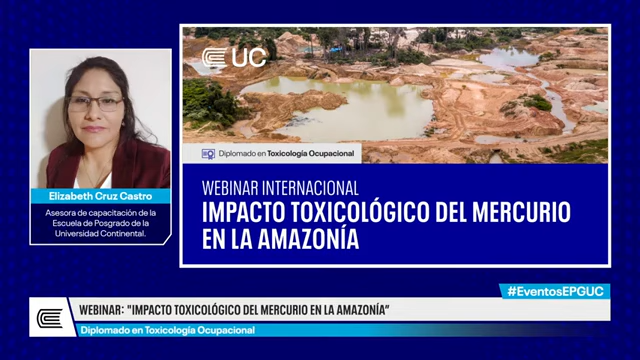 UC
Diplomado en Toxicología Ocupacional
WEBINAR INTERNACIONAL
IMPACTO TOXICOLÓGICO DEL MERCURIO
EN LA AMAZONÍA
Elizabeth Cruz Castro
Asesora de capacitación de la
Escuela de Posgrado de la
Universidad Continental.
#EventosEPGUC
WEBINAR: "IMPACTO TOXICOLÓGICO DEL MERCURIO EN LA AMAZONÍA"
Diplomado en Toxicología Ocupacional